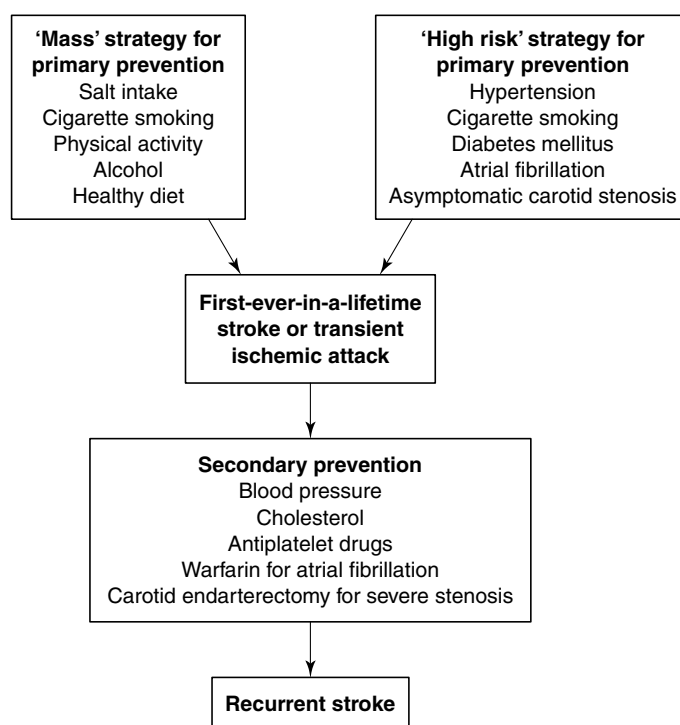 ‘Mass’ strategy for
primary prevention
Salt intake
Cigarette smoking
Physical activity
Alcohol
Healthy diet
‘High risk’ strategy for
primary prevention
Hypertension
Cigarette smoking
Diabetes mellitus
Atrial fibrillation
Asymptomatic carotid stenosis
First-ever-in-a-lifetime
stroke or transient
ischemic attack
Secondary prevention
Blood pressure
Cholesterol
Antiplatelet drugs
Warfarin for atrial fibrillation
Carotid endarterectomy for severe stenosis
Recurrent stroke